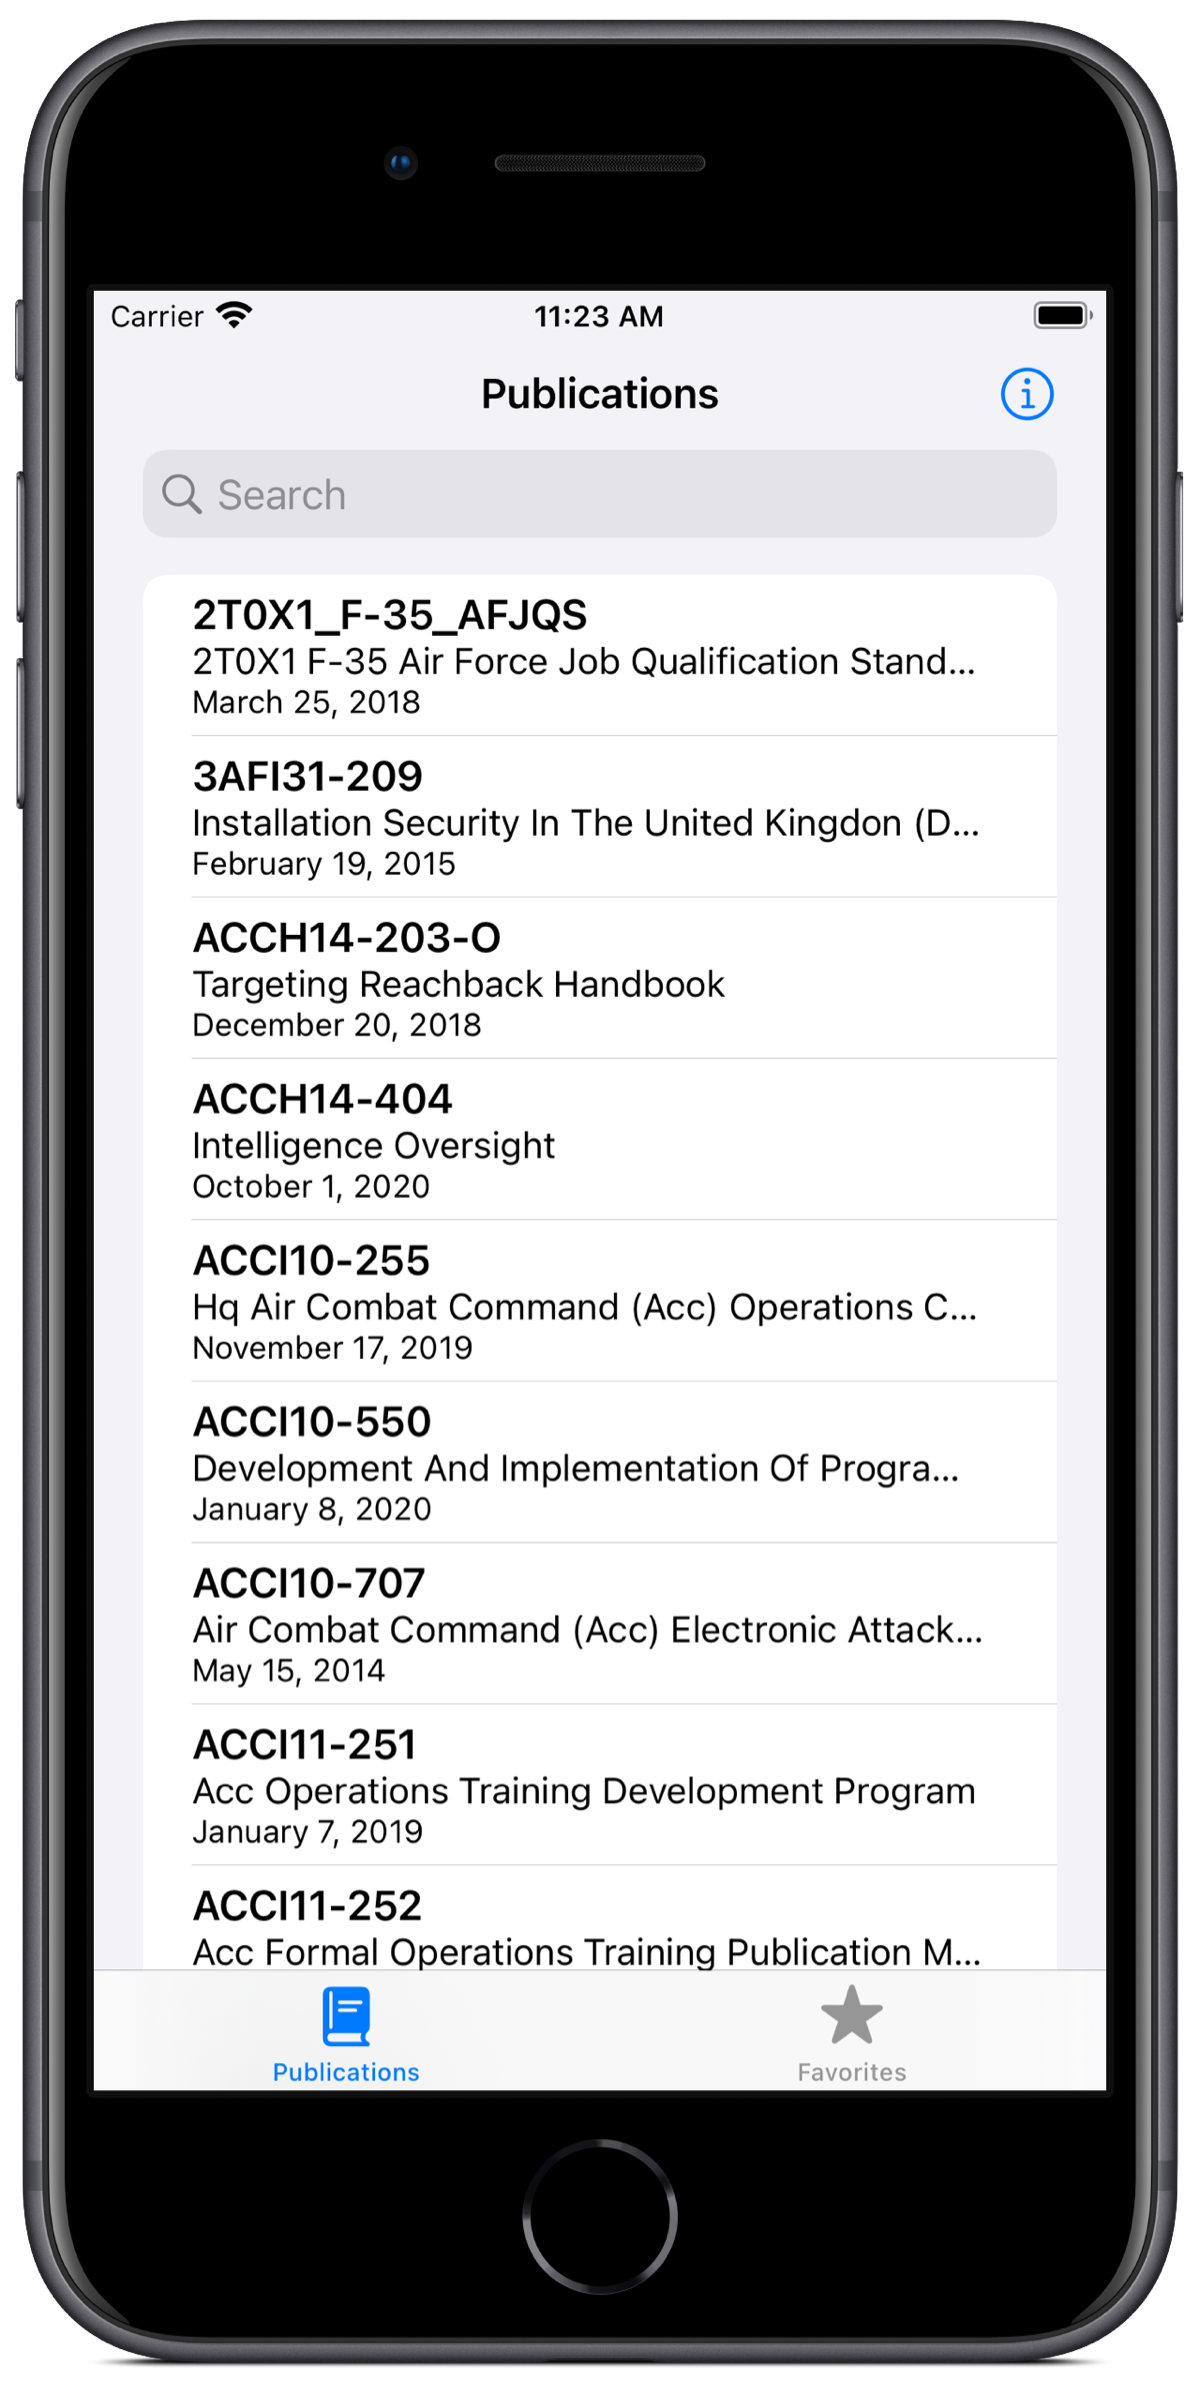 Carrier 11:23 AM
Publications
Search
2T0X1_F-35_AFJQS
2T0X1 F-35 Air Force Job Qualification Stand...
March 25, 2018
3AFI31-209
Installation Security In The United Kingdon (D...
February 19, 2015
ACCH14-203-O
Targeting Reachback Handbook
December 20, 2018
ACCH14-404
Intelligence Oversight
October 1, 2020
ACCI10-255
Hq Air Combat Command (Acc) Operations C...
November 17, 2019
ACCI10-550
Development And Implementation Of Progra...
January 8, 2020
ACCI10-707
Air Combat Command (Acc) Electronic Attack...
May 15, 2014
ACCI11-251
Acc Operations Training Development Program
January 7, 2019
ACCI11-252
Acc Formal Operations Training Publication M...
Publications Favorites